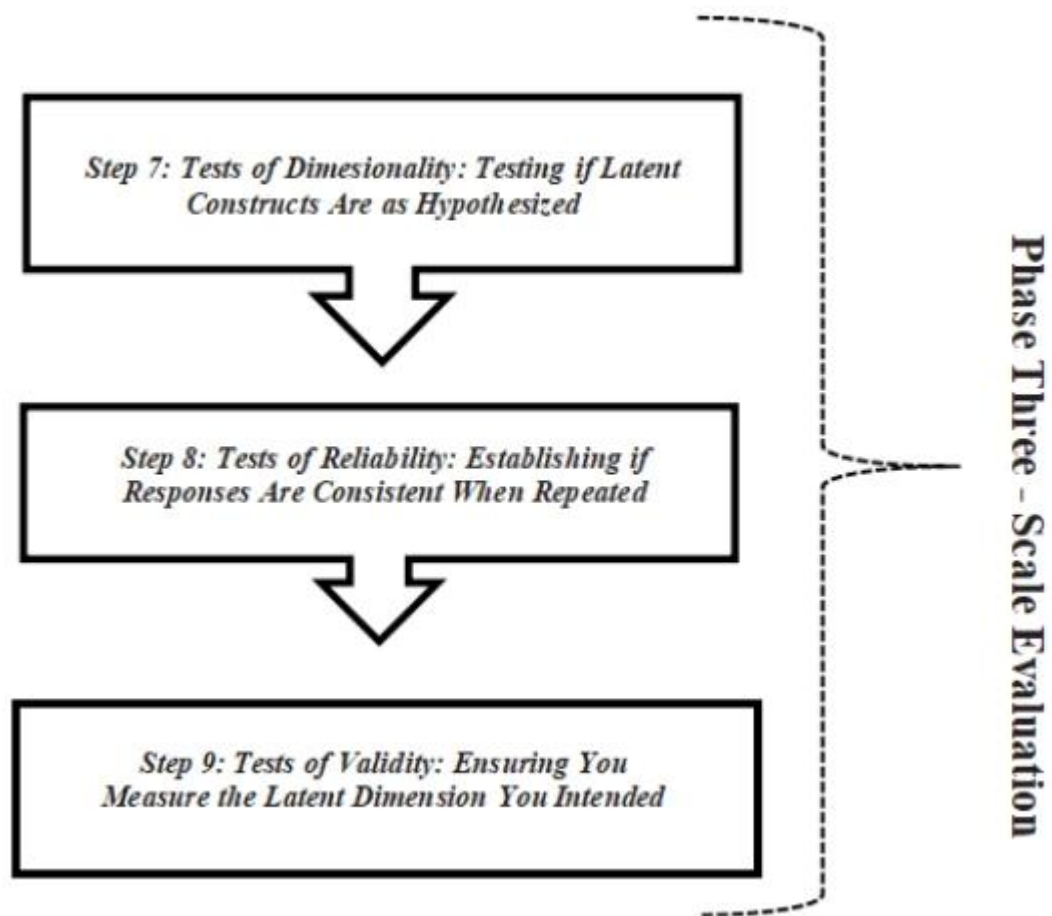 Step 7: Tests of Dimesionality: Testing if Latent
Constructs Are as Hypothesized
Step 8: Tests of Reliability: Establishing if
Responses Are Consistent When Repeated
Step 9: Tests of Validity: Ensuring You
Measure the Latent Dimension You Intended
Phase Three - Scale Evaluation